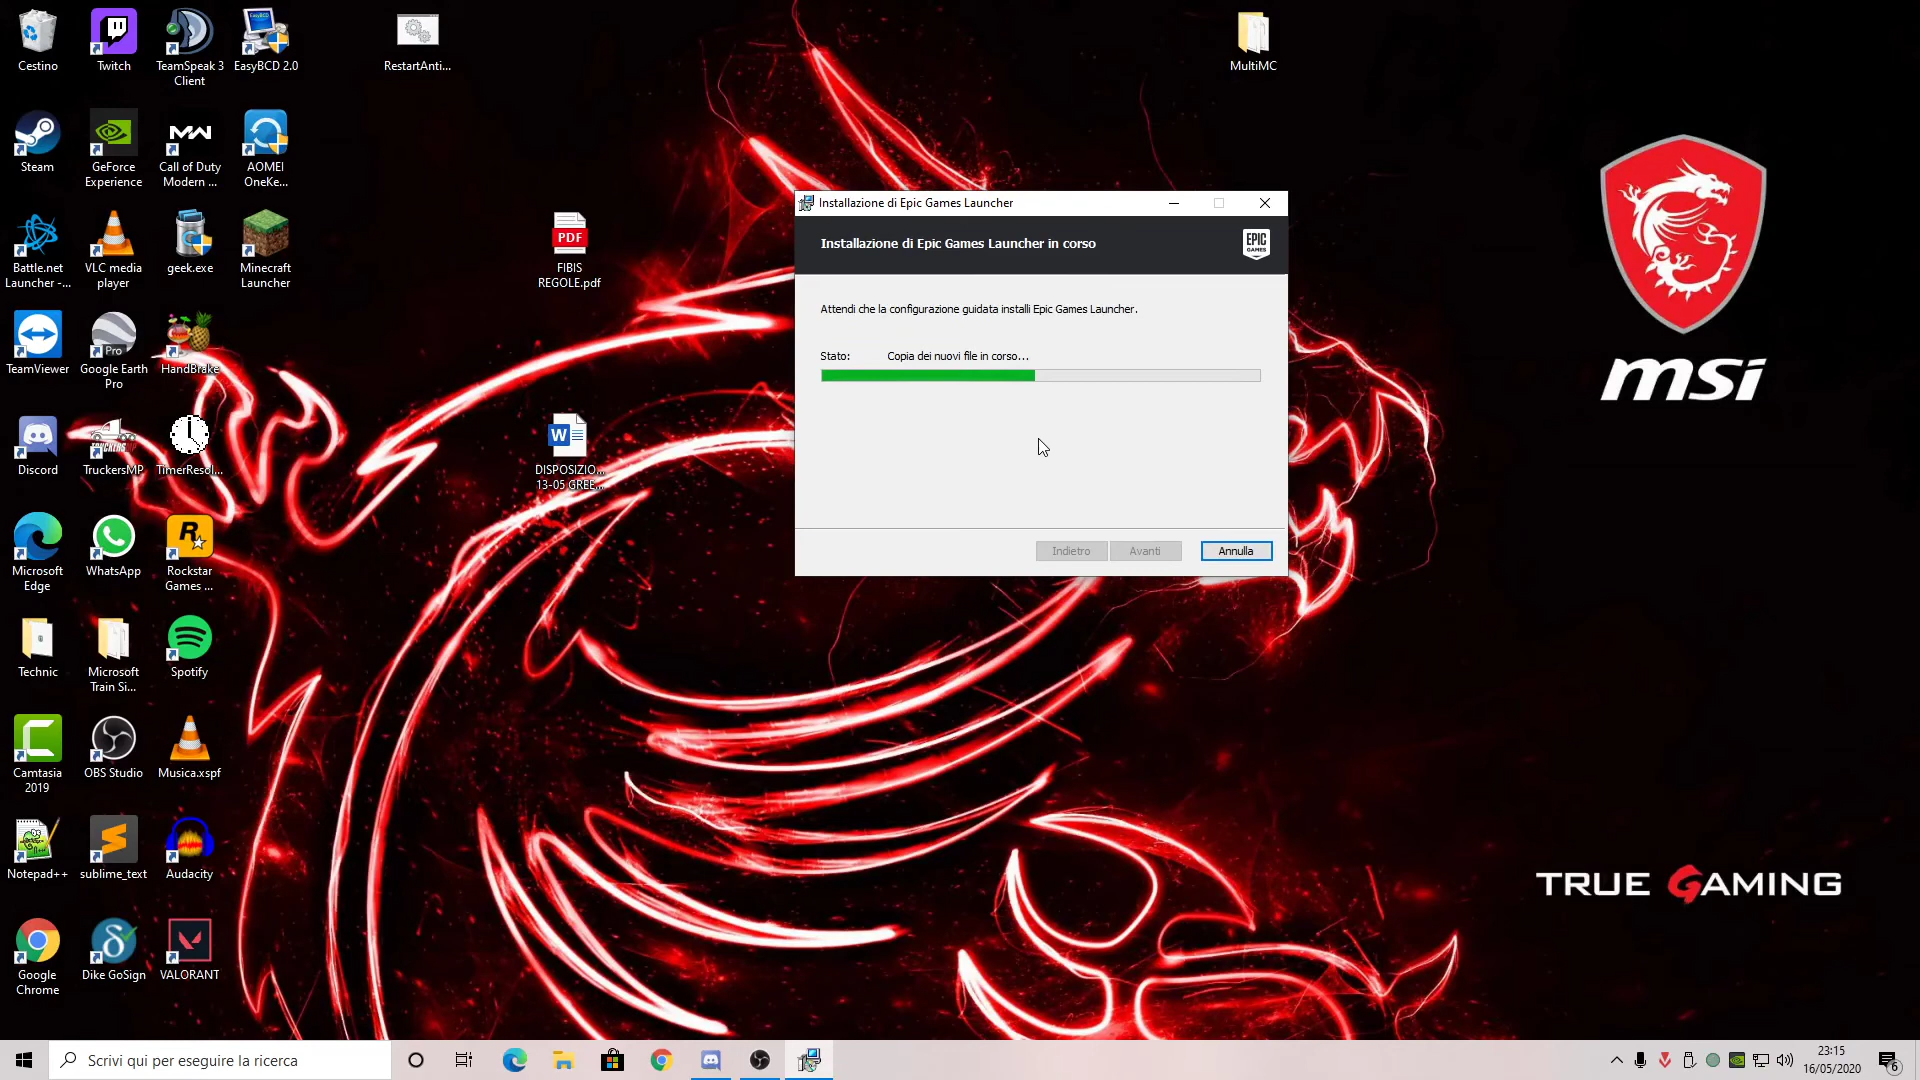 Cestino
Twitch
TeamSpeak 3
Client
EasyBCD 2.0
RestartAnti...
MultiMC
Steam
GeForce
Experience
Call of Duty
Modern ...
AOMEI
OneKe...
Battle.net
Launcher -...
VLC media
player
geek.exe
Minecraft
Launcher
PDF
FIBIS
REGOLE.pdf
TeamViewer
Pro
Google Earth
Pro
HandBrake
Discord
TruckersMP
TimerResol...
W
DISPOSIZIO...
13-05 GREE...
Microsoft
Edge
WhatsApp
Rockstar
Games ...
Technic
Microsoft
Train Si...
Spotify
Camtasia
2019
OBS Studio
Musica.xspf
Notepad++
sublime_text
Audacity
Google
Chrome
Dike GoSign
VALORANT
Installazione di Epic Games Launcher
Installazione di Epic Games Launcher in corso
EPIC
GAMES
Attendi che la configurazione guidata installi Epic Games Launcher.
Stato: Copia dei nuovi file in corso...
Indietro
Avanti
Annulla
msi
TRUE GAMING
Scrivi qui per eseguire la ricerca
23:15
16/05/2020
6